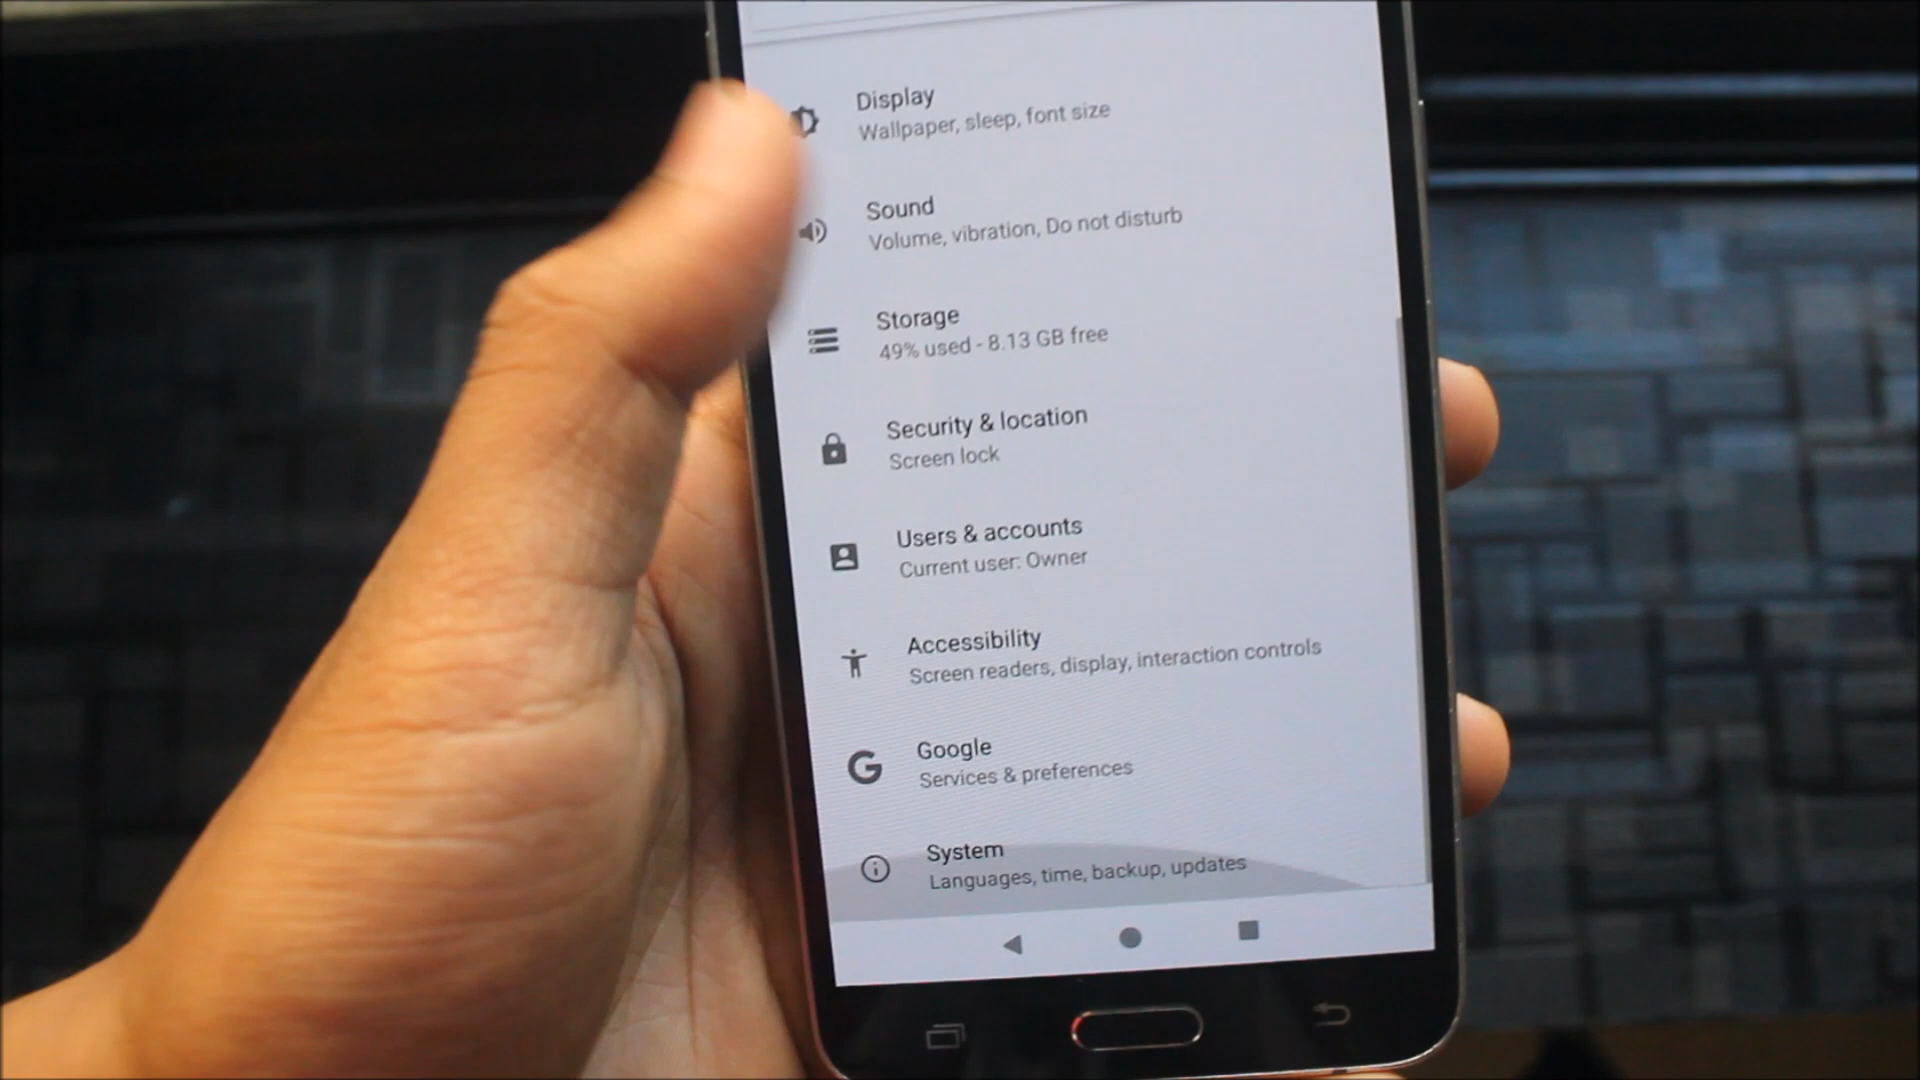 Display
Wallpaper, sleep, font size
Sound
Volume, vibration, Do not disturb
Storage
49% used - 8.13 GB free
Security & location
Screen lock
Users & accounts
Current user: Owner
Accessibility
Screen readers, display, interaction controls
Google
Services & preferences
System
Languages, time, backup, updates